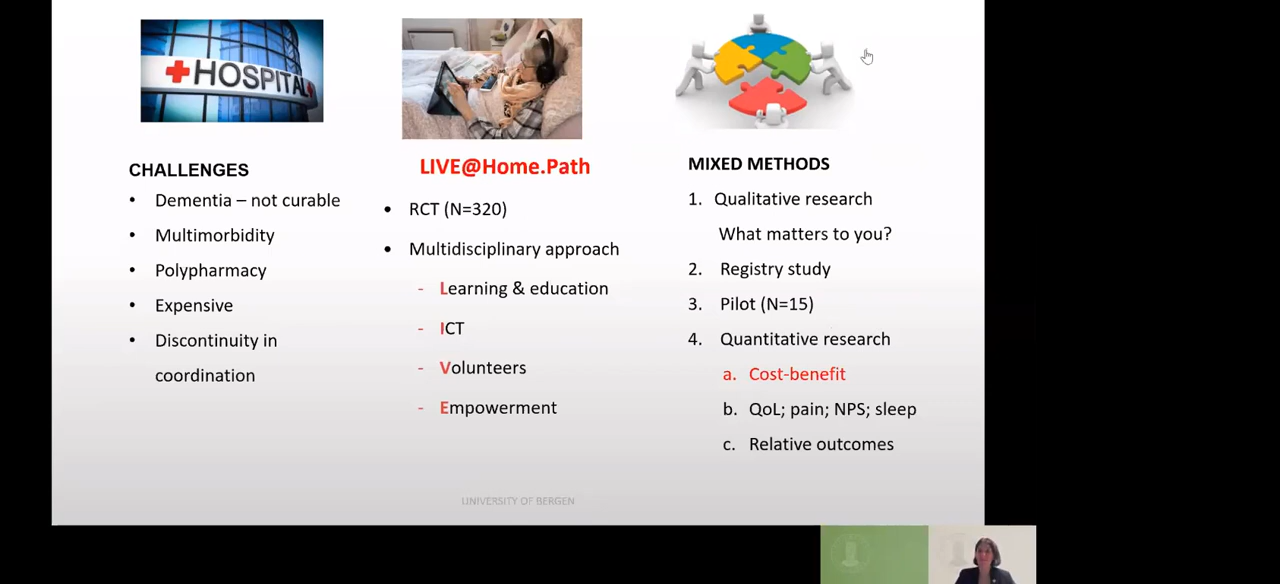 HOSPITAL
CHALLENGES
• Dementia – not curable
• Multimorbidity
• Polypharmacy
• Expensive
• Discontinuity in
coordination
LIVE@Home.Path
• RCT (N=320)
• Multidisciplinary approach
- Learning & education
- ICT
- Volunteers
- Empowerment
MIXED METHODS
1. Qualitative research
What matters to you?
2. Registry study
3. Pilot (N=15)
4. Quantitative research
a. Cost-benefit
b. QoL; pain; NPS; sleep
c. Relative outcomes
UNIVERSITY OF BERGEN